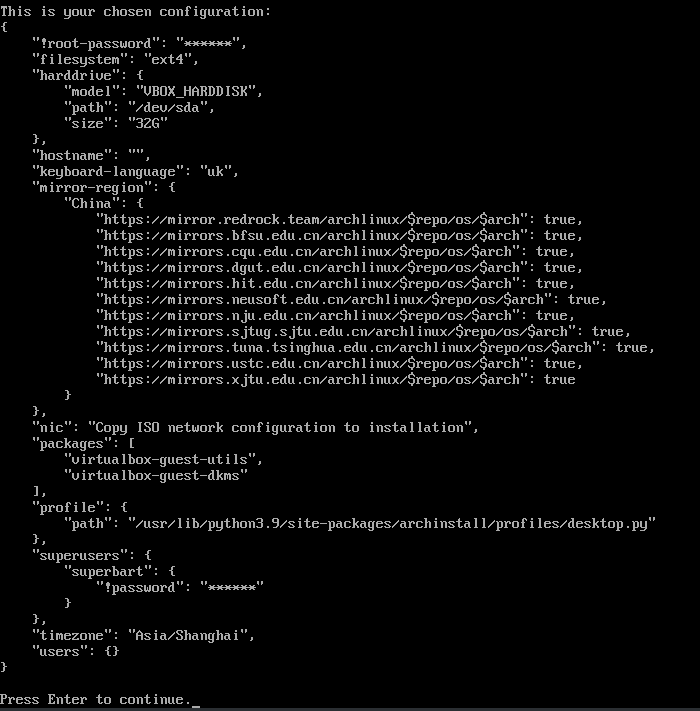 This is your chosen configuration:
{
    "!root-password": "******",
    "filesystem": "ext4",
    "harddrive": {
        "model": "VBOX_HARDDISK",
        "path": "/dev/sda",
        "size": "32G"
    },
    "hostname": "",
    "keyboard-language": "uk",
    "mirror-region": {
        "China": {
            "https://mirror.redrock.team/archlinux/$repo/os/$arch": true,
            "https://mirrors.bfsu.edu.cn/archlinux/$repo/os/$arch": true,
            "https://mirrors.cqu.edu.cn/archlinux/$repo/os/$arch": true,
            "https://mirrors.dgut.edu.cn/archlinux/$repo/os/$arch": true,
            "https://mirrors.hit.edu.cn/archlinux/$repo/os/$arch": true,
            "https://mirrors.neusoft.edu.cn/archlinux/$repo/os/$arch": true,
            "https://mirrors.nju.edu.cn/archlinux/$repo/os/$arch": true,
            "https://mirrors.sjtug.sjtu.edu.cn/archlinux/$repo/os/$arch": true,
            "https://mirrors.tuna.tsinghua.edu.cn/archlinux/$repo/os/$arch": true,
            "https://mirrors.ustc.edu.cn/archlinux/$repo/os/$arch": true,
            "https://mirrors.xjtu.edu.cn/archlinux/$repo/os/$arch": true
        }
    },
    "nic": "Copy ISO network configuration to installation",
    "packages": [
        "virtualbox-guest-utils",
        "virtualbox-guest-dkms"
    ],
    "profile": {
        "path": "/usr/lib/python3.9/site-packages/archinstall/profiles/desktop.py"
    },
    "superusers": {
        "superbart": {
            "!password": "******"
        }
    },
    "timezone": "Asia/Shanghai",
    "users": {}
}
Press Enter to continue._